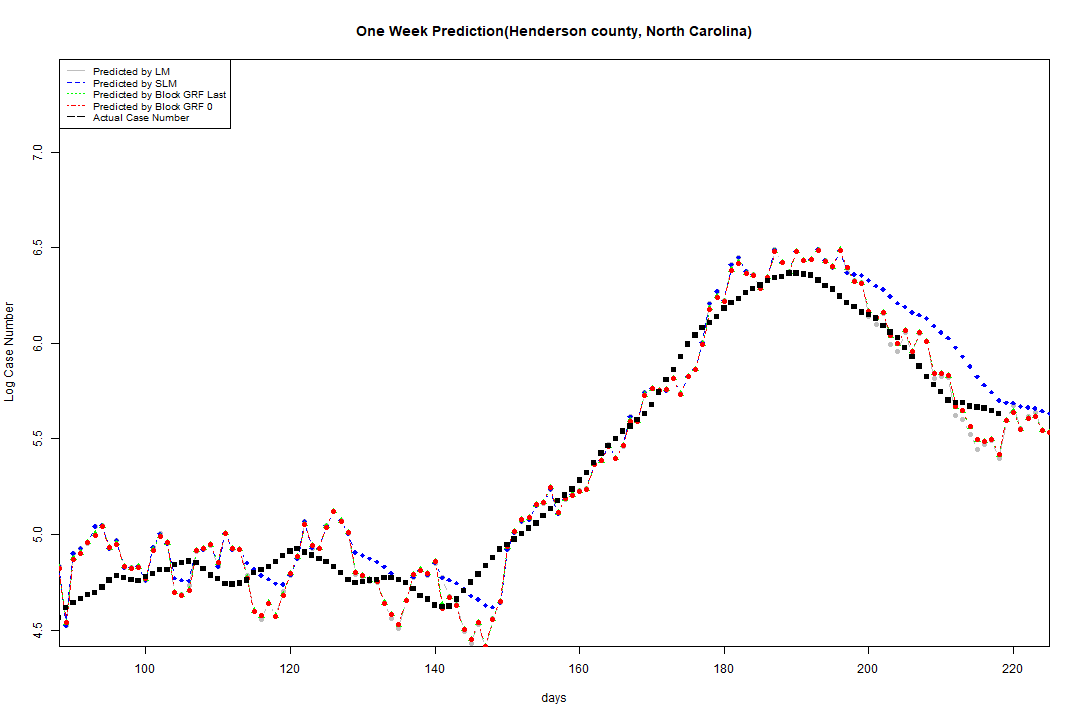 One Week Prediction(Henderson county, North Carolina)
Predicted by LM
Predicted by SLM
Predicted by Block GRF Last
Predicted by Block GRF 0
Actual Case Number
7.0
6.5
6.0
5.5
5.0
4.5
Log Case Number
100 120 140 160 180 200 220
days